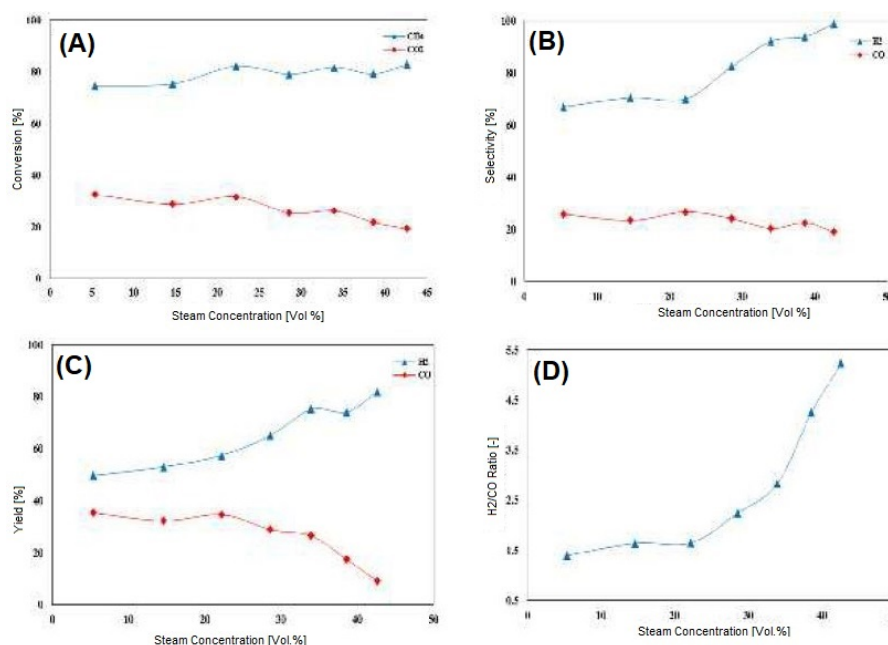 (A)
CH4
CO2
Conversion [%]
100
80
60
40
20
0
0 5 10 15 20 25 30 35 40 45
Steam Concentration [Vol %]
(B)
H2
CO
Selectivity [%]
100
80
60
40
20
0
0 10 20 30 40 50
Steam Concentration [Vol %]
(C)
H2
CO
Yield [%]
100
80
60
40
20
0
0 10 20 30 40 50
Steam Concentration [Vol.%]
(D)
H2/CO Ratio [-]
5.5
4.5
3.5
2.5
1.5
0.5
0 10 20 30 40
Steam Concentration [Vol.%]